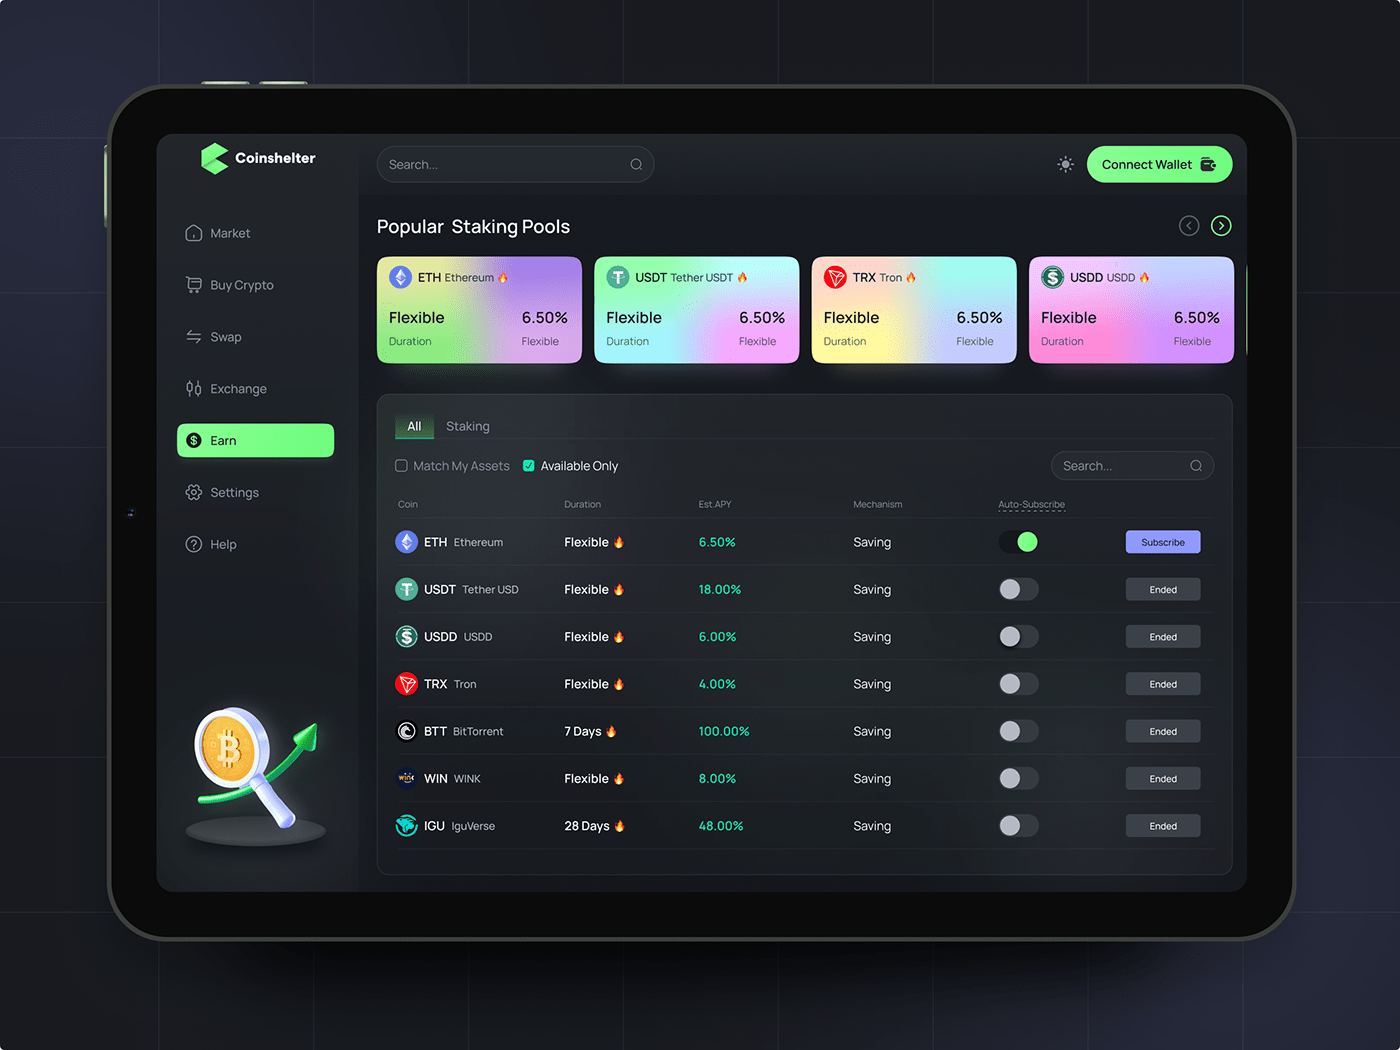 Coinshelter
Search...
Connect Wallet
Market
Buy Crypto
Swap
Exchange
Earn
Settings
Help
Popular Staking Pools
ETH Ethereum
Flexible 6.50%
Duration Flexible
USDT Tether USDT
Flexible 6.50%
Duration Flexible
TRX Tron
Flexible 6.50%
Duration Flexible
USDD USDD
Flexible 6.50%
Duration Flexible
All Staking
Match My Assets Available Only Search...
Coin Duration Est.APY Mechanism Auto-Subscribe
ETH Ethereum Flexible 6.50% Saving Subscribe
USDT Tether USD Flexible 18.00% Saving Ended
USDD USDD Flexible 6.00% Saving Ended
TRX Tron Flexible 4.00% Saving Ended
BTT BitTorrent 7 Days 100.00% Saving Ended
WIN WINK Flexible 8.00% Saving Ended
IGU IguVerse 28 Days 48.00% Saving Ended